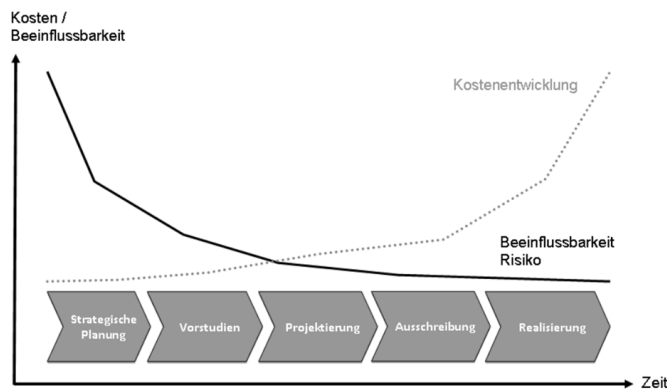 Kosten /
Beeinflussbarkeit
Kostenentwicklung
Beeinflussbarkeit
Risiko
Strategische
Planung
Vorstudien
Projektierung
Ausschreibung
Realisierung
Zeit